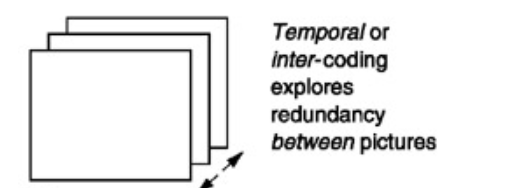 Temporal or
inter-coding
explores
redundancy
between pictures